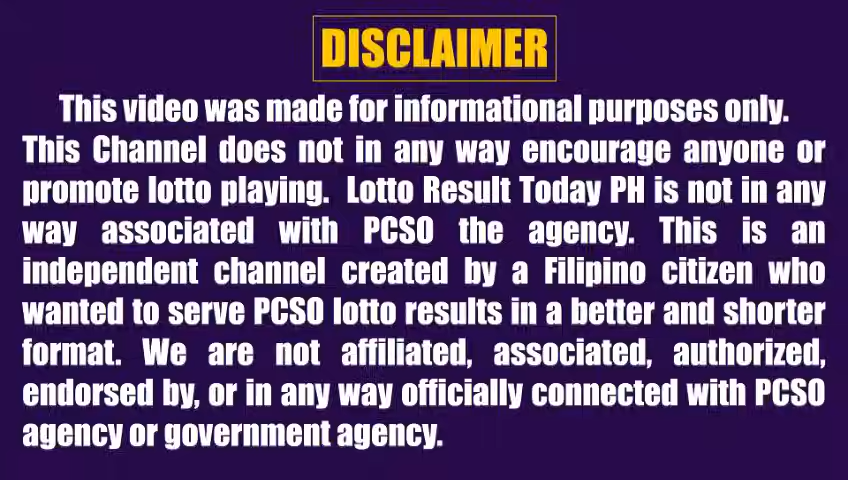 DISCLAIMER
This video was made for informational purposes only.
This Channel does not in any way encourage anyone or
promote lotto playing. Lotto Result Today PH is not in any
way associated with PCSO the agency. This is an
independent channel created by a Filipino citizen who
wanted to serve PCSO lotto results in a better and shorter
format. We are not affiliated, associated, authorized,
endorsed by, or in any way officially connected with PCSO
agency or government agency.